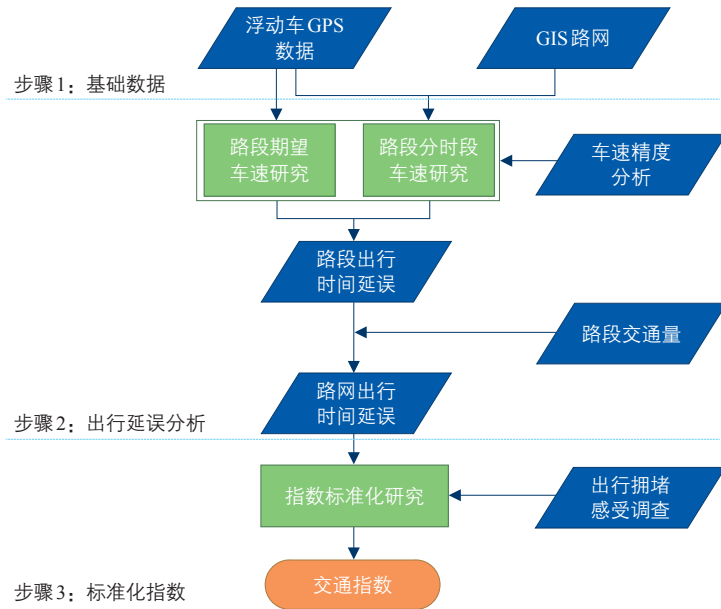 浮动车GPS
数据
GIS路网
步骤1：基础数据
路段期望
车速研究
路段分时段
车速研究
车速精度
分析
路段出行
时间延误
路段交通量
路网出行
时间延误
步骤2：出行延误分析
指数标准化研究
出行拥堵
感受调查
交通指数
步骤3：标准化指数